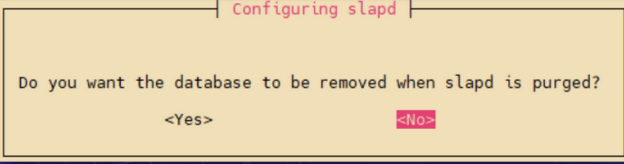 Configuring slapd
Do you want the database to be removed when slapd is purged?
<Yes> <No>